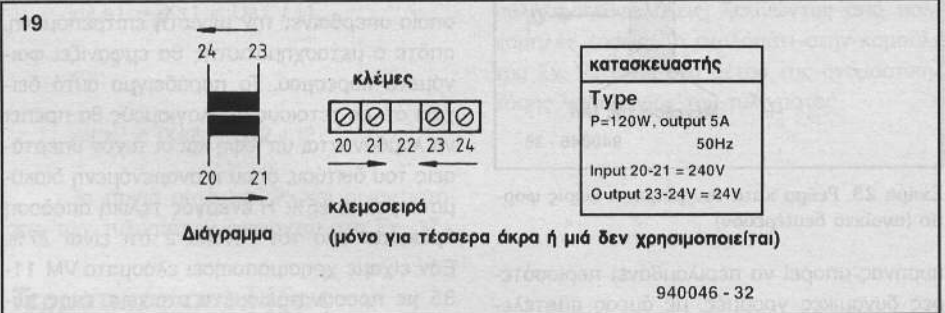 19
24 23
20 21
Διάγραμμα
κλέμες
20 21 22 23 24
κλεμοσειρά
(μόνο για τέσσερα άκρα ή μιά δεν χρησιμοποιείται)
κατασκευαστής
Type
P=120W, output 5A
50Hz
Input 20-21 = 240V
Output 23-24V = 24V
940046 - 32